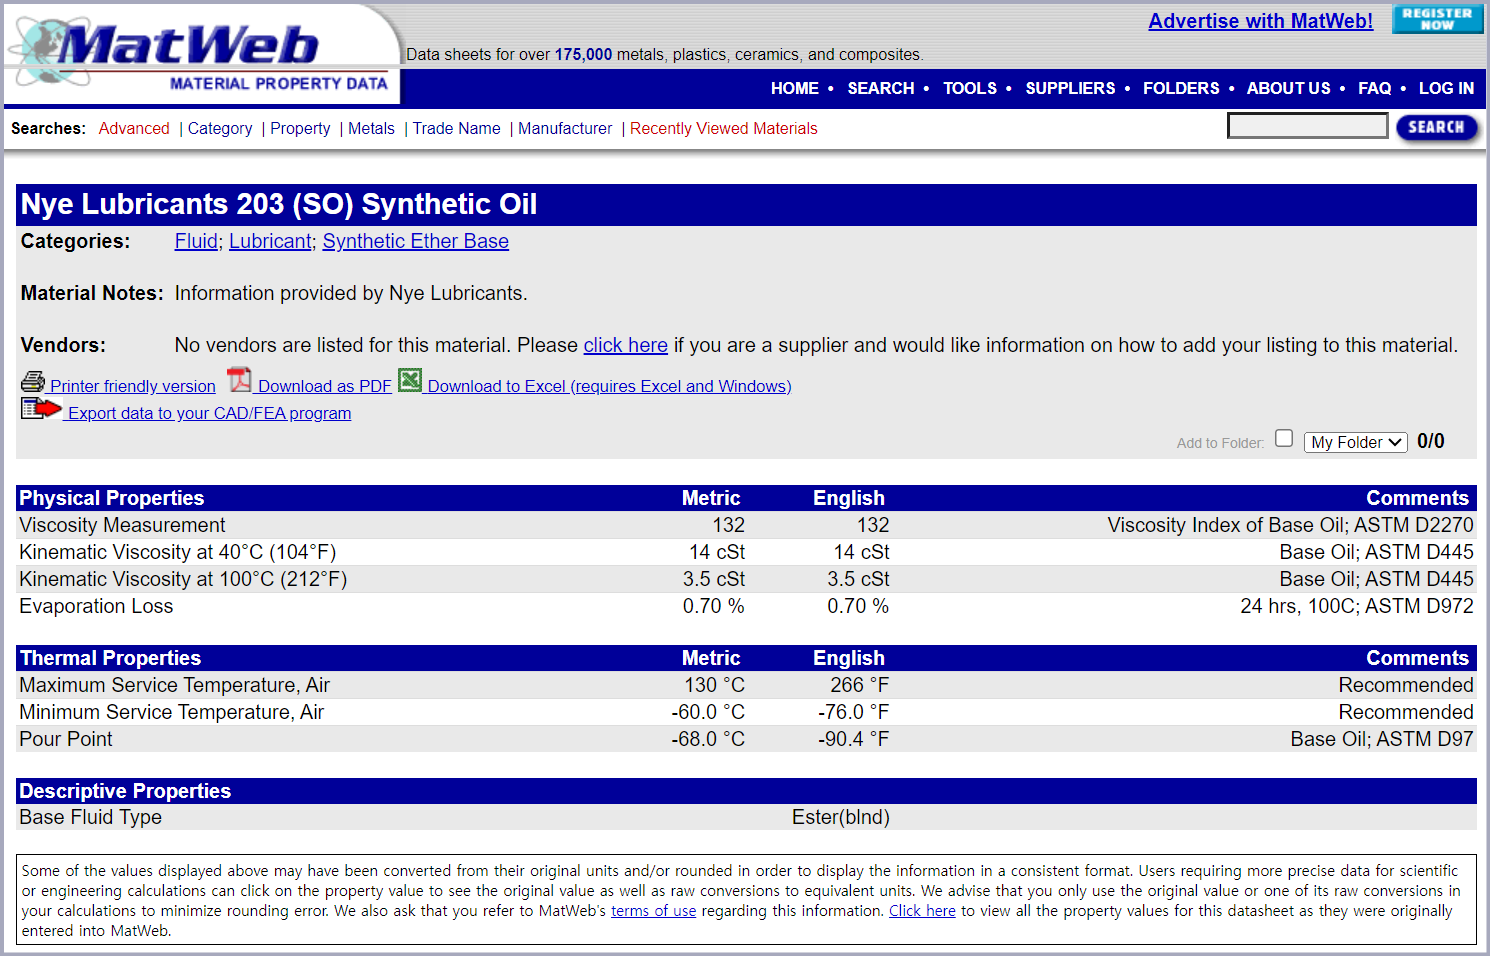 MatWeb
MATERIAL PROPERTY DATA
Advertise with MatWeb!
REGISTER NOW
Data sheets for over 175,000 metals, plastics, ceramics, and composites.
HOME • SEARCH • TOOLS • SUPPLIERS • FOLDERS • ABOUT US • FAQ • LOG IN
Searches: Advanced | Category | Property | Metals | Trade Name | Manufacturer | Recently Viewed Materials
SEARCH
Nye Lubricants 203 (SO) Synthetic Oil
Categories: Fluid; Lubricant; Synthetic Ether Base
Material Notes: Information provided by Nye Lubricants.
Vendors: No vendors are listed for this material. Please click here if you are a supplier and would like information on how to add your listing to this material.
Printer friendly version Download as PDF Download to Excel (requires Excel and Windows)
Export data to your CAD/FEA program
Add to Folder: My Folder 0/0
Physical Properties Metric English Comments
Viscosity Measurement 132 132 Viscosity Index of Base Oil; ASTM D2270
Kinematic Viscosity at 40°C (104°F) 14 cSt 14 cSt Base Oil; ASTM D445
Kinematic Viscosity at 100°C (212°F) 3.5 cSt 3.5 cSt Base Oil; ASTM D445
Evaporation Loss 0.70 % 0.70 % 24 hrs, 100C; ASTM D972
Thermal Properties Metric English Comments
Maximum Service Temperature, Air 130 °C 266 °F Recommended
Minimum Service Temperature, Air -60.0 °C -76.0 °F Recommended
Pour Point -68.0 °C -90.4 °F Base Oil; ASTM D97
Descriptive Properties
Base Fluid Type Ester(blnd)
Some of the values displayed above may have been converted from their original units and/or rounded in order to display the information in a consistent format. Users requiring more precise data for scientific
or engineering calculations can click on the property value to see the original value as well as raw conversions to equivalent units. We advise that you only use the original value or one of its raw conversions in
your calculations to minimize rounding error. We also ask that you refer to MatWeb's terms of use regarding this information. Click here to view all the property values for this datasheet as they were originally
entered into MatWeb.